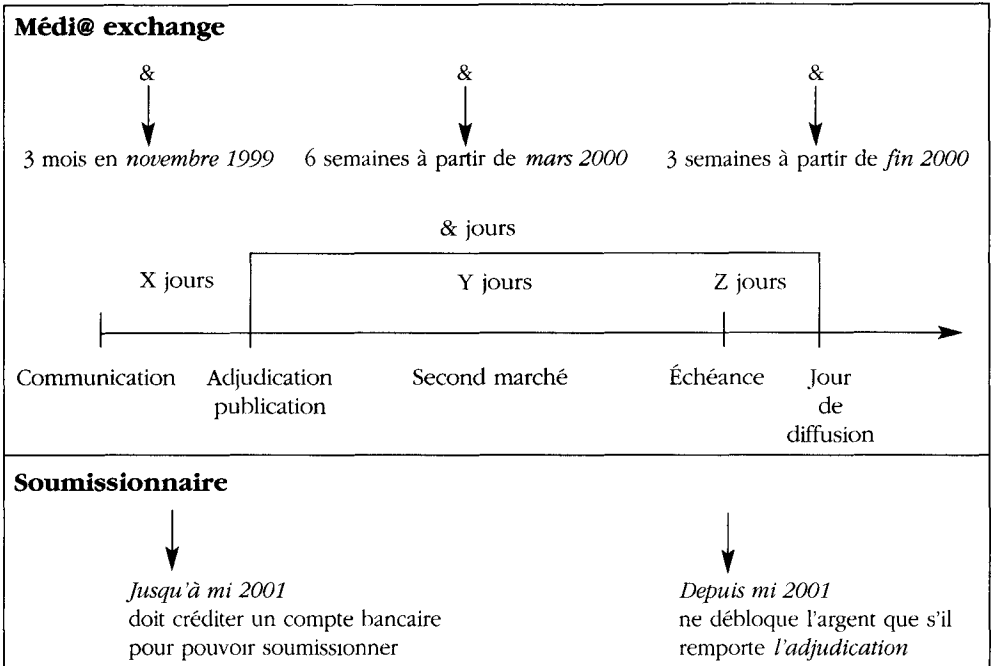 Médi@ exchange
& & &
3 mois en novembre 1999 6 semaines à partir de mars 2000 3 semaines à partir de fin 2000
& jours
X jours Y jours Z jours
Communication Adjudication Second marché Échéance Jour
publication de
diffusion
Soumissionnaire
Jusqu'à mi 2001 Depuis mi 2001
doit créditer un compte bancaire ne débloque l'argent que s'il
pour pouvoir soumissionner remporte l'adjudication